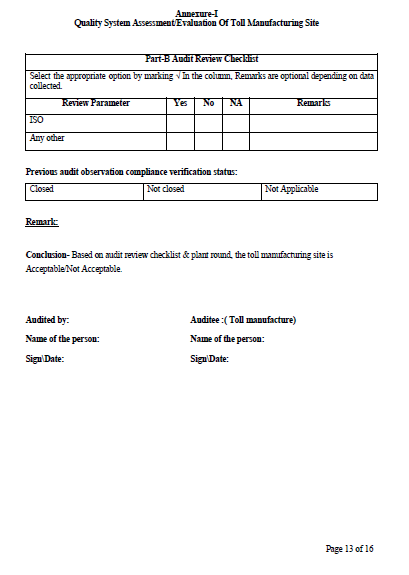 Annexure-I
Quality System Assessment/Evaluation Of Toll Manufacturing Site
Part-B Audit Review Checklist
Select the appropriate option by marking √ In the column, Remarks are optional depending on data
collected.
Review Parameter Yes No NA Remarks
ISO
Any other
Previous audit observation compliance verification status:
Closed Not closed Not Applicable
Remark:
Conclusion- Based on audit review checklist & plant round, the toll manufacturing site is
Acceptable/Not Acceptable.
Audited by: Auditee :( Toll manufacture)
Name of the person: Name of the person:
Sign\Date: Sign\Date:
Page 13 of 16